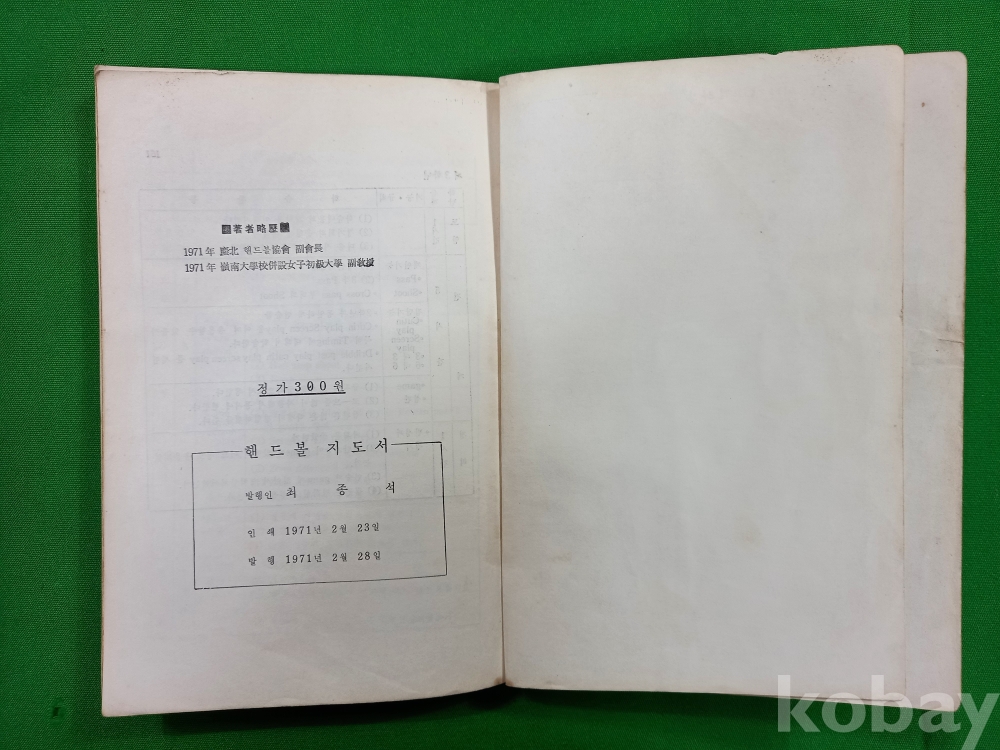 著者略歷
1971年 慶北 핸드볼協會 副會長
1971年 嶺南大學校併設女子初級大學 副敎授
정가 300원
핸드볼 지도서
발행인 최 종 석
인 쇄 1971년 2월 23일
발 행 1971년 2월 28일
kobay